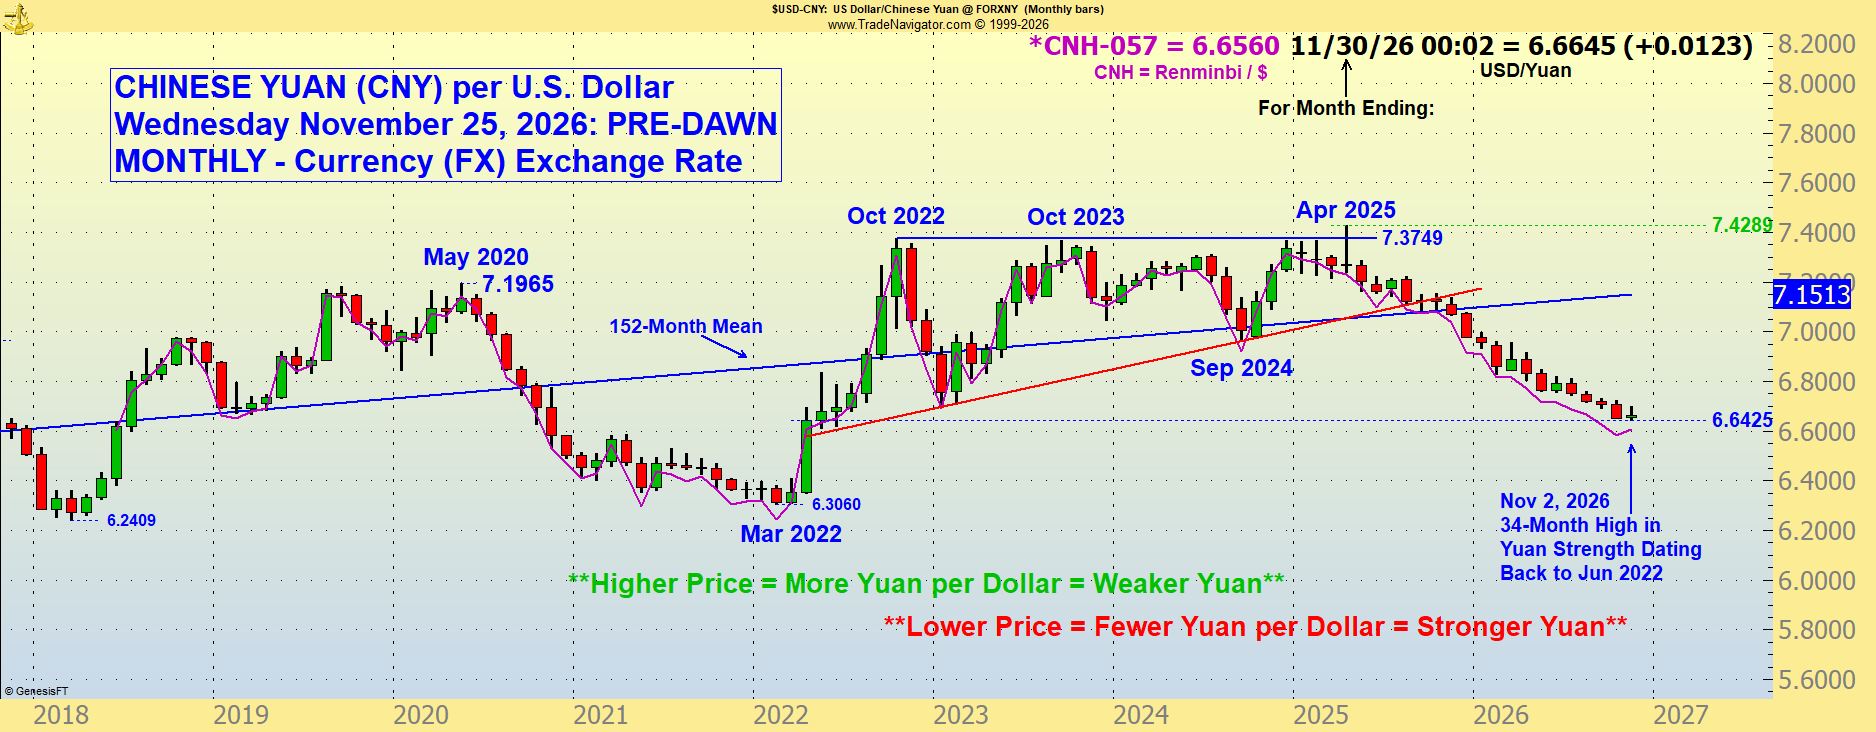 $USD-CNY: US Dollar/Chinese Yuan @ FORXNY (Monthly bars)
www.TradeNavigator.com © 1999-2026
*CNH-057 = 6.6560 11/30/26 00:02 = 6.6645 (+0.0123)
CNH = Renminbi / $
USD/Yuan
For Month Ending:
CHINESE YUAN (CNY) per U.S. Dollar
Wednesday November 25, 2026: PRE-DAWN
MONTHLY - Currency (FX) Exchange Rate
Oct 2022
Oct 2023
Apr 2025
7.4289
7.3749
May 2020
7.1965
152-Month Mean
Sep 2024
6.6425
6.3060
6.2409
Mar 2022
Nov 2, 2026
34-Month High in
Yuan Strength Dating
Back to Jun 2022
**Higher Price = More Yuan per Dollar = Weaker Yuan**
**Lower Price = Fewer Yuan per Dollar = Stronger Yuan**
8.2000
8.0000
7.8000
7.6000
7.4000
7.2000
7.1513
7.0000
6.8000
6.6000
6.4000
6.2000
6.0000
5.8000
5.6000
© GenesisFT
2018 2019 2020 2021 2022 2023 2024 2025 2026 2027